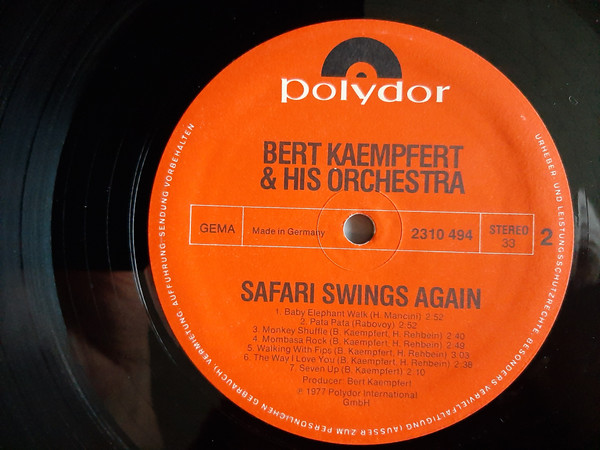 polydor
BERT KAEMPFERT
& HIS ORCHESTRA
GEMA
Made in Germany
2310 494
STEREO
33
2
SAFARI SWINGS AGAIN
1. Baby Elephant Walk (H. Mancini) 2:52
2. Pata Pata (Rabovoy) 2:52
3. Monkey Shuffle (B. Kaempfert, H. Rehbein) 2:40
4. Mombasa Rock (B. Kaempfert, H. Rehbein) 2:48
5. Walking With Fips (B. Kaempfert, H. Rehbein) 3:03
6. The Way I Love You (B. Kaempfert, H. Rehbein) 2:38
7. Seven Up (B. Kaempfert) 2:10
Producer: Bert Kaempfert
℗ 1977 Polydor International
GmbH
URHEBER- UND LEISTUNGSSCHUTZRECHTE BESONDERS VERVIELFÄLTIGUNG (AUSSER ZUM PERSÖNLICHEN GEBRAUCH), VERMIETUNG AUFFÜHRUNG, SENDUNG VORBEHALTEN